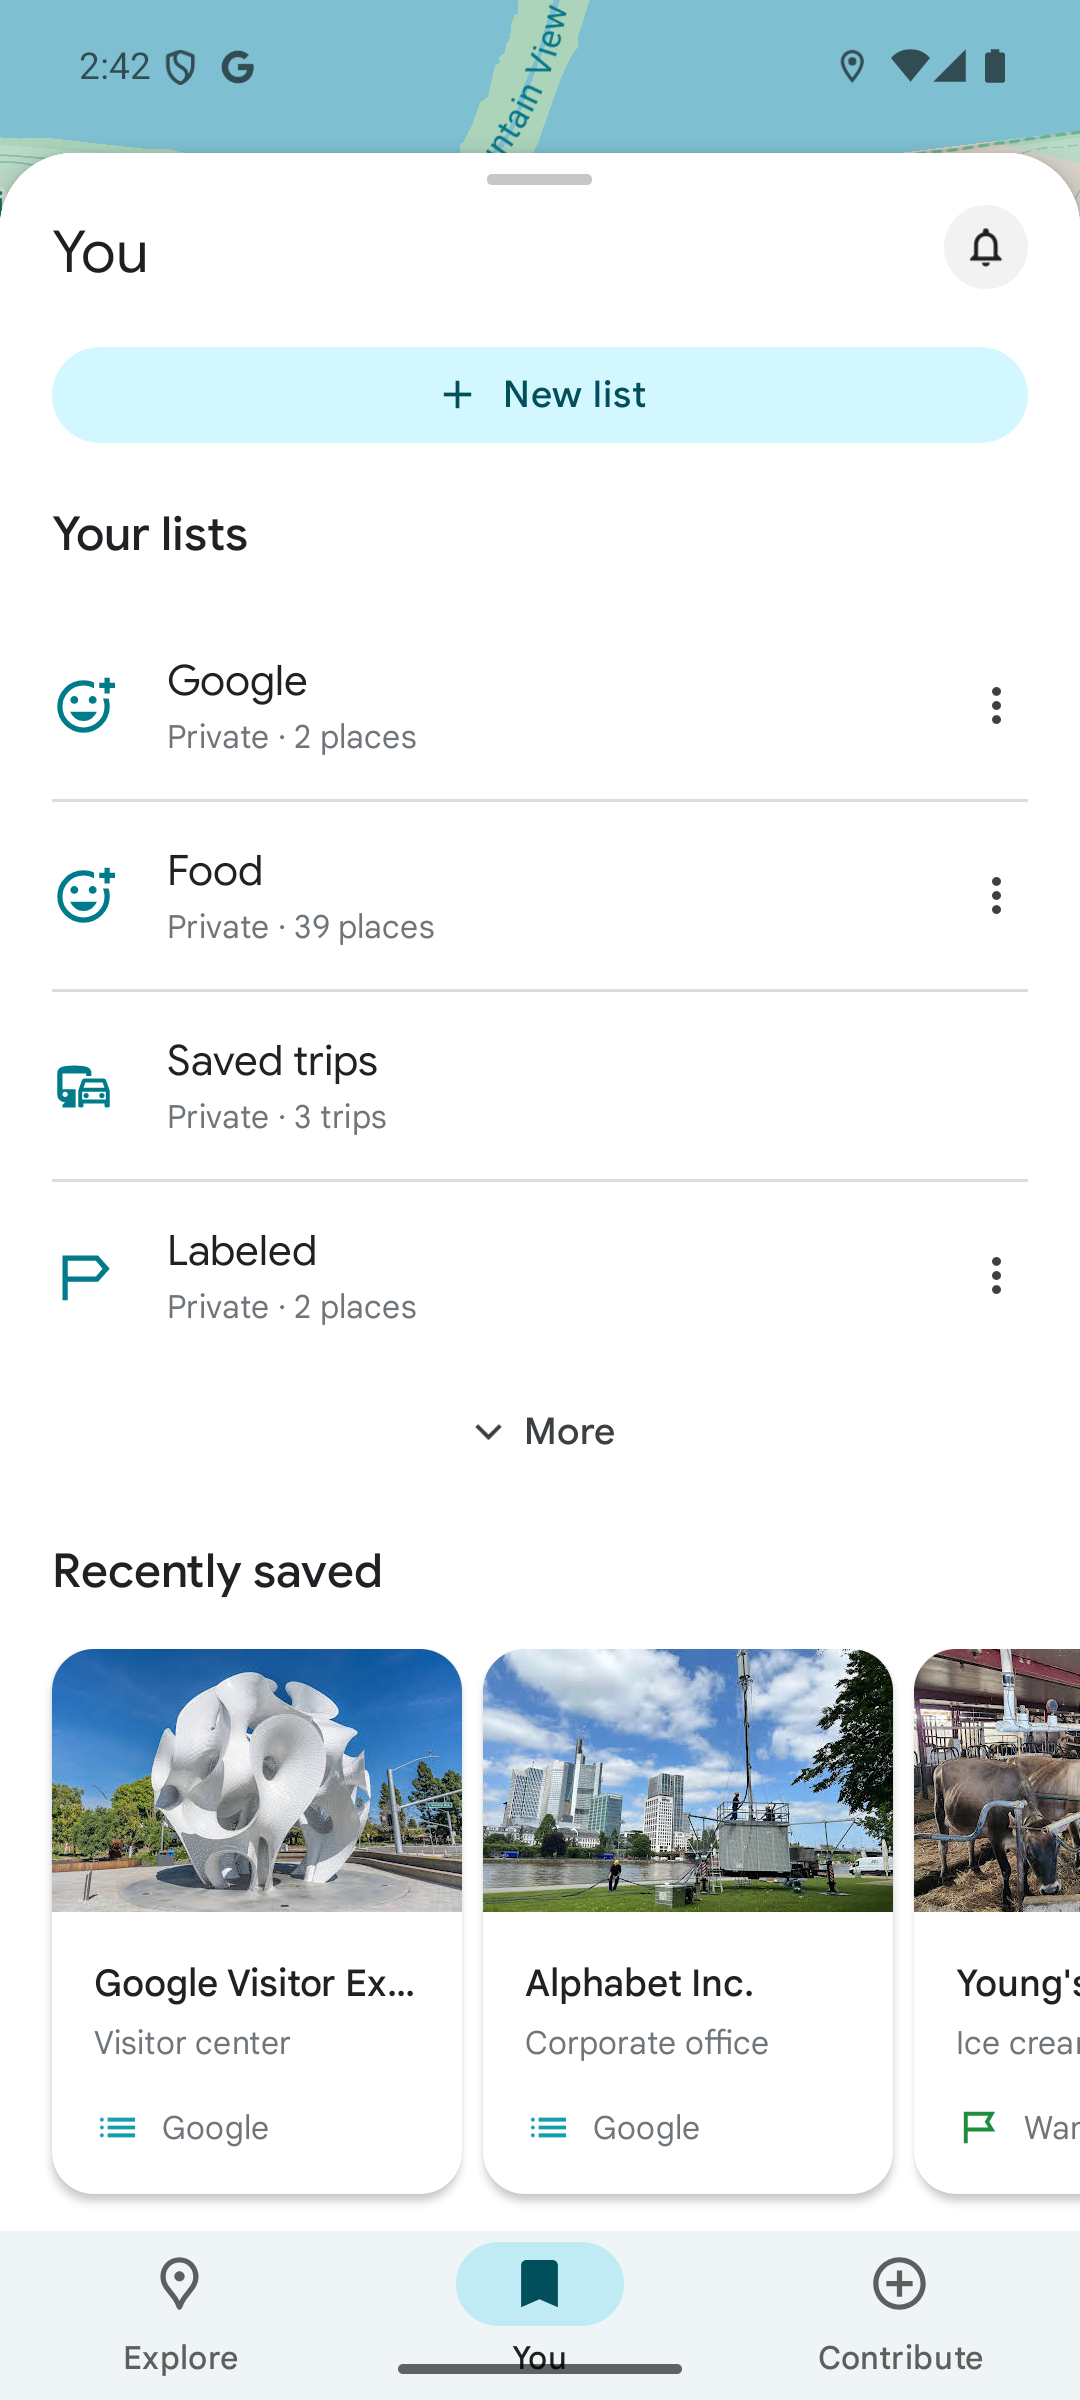 ntain View
2:42
You
New list
Your lists
Google
Private · 2 places
Food
Private · 39 places
Saved trips
Private · 3 trips
Labeled
Private · 2 places
More
Recently saved
Google Visitor Ex...
Visitor center
Google
Alphabet Inc.
Corporate office
Google
Young's
Ice crea
Wan
Explore
You
Contribute